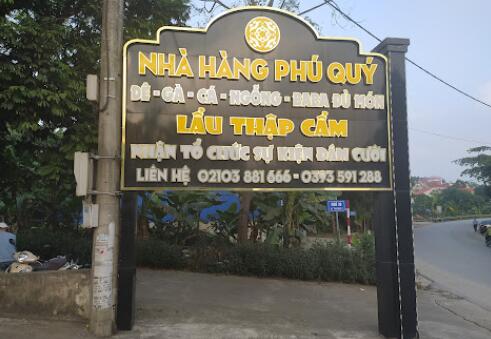 NHÀ HÀNG PHÚ QUÝ
DÊ - GÀ - CÁ - NGỖNG - BABA ĐỦ MÓN
LẨU THẬP CẨM
NHẬN TỔ CHỨC SỰ KIỆN ĐÁM CƯỚI
LIÊN HỆ 02103 881 666 - 0393 591 288